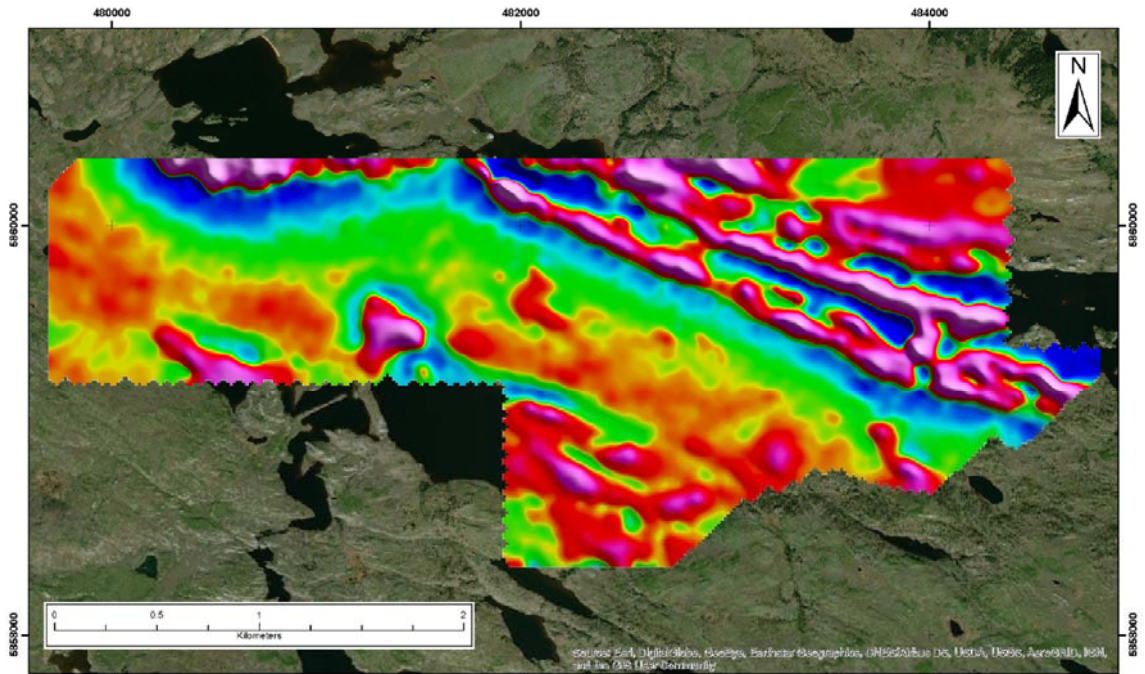 480000 482000 484000
N
5860000 5860000
5858000 5858000
0 0.5 1 2
Kilometers
Source: Esri, DigitalGlobe, GeoEye, Earthstar Geographics, CNES/Airbus DS, USDA, USGS, AeroGRID, IGN,
and the GIS User Community